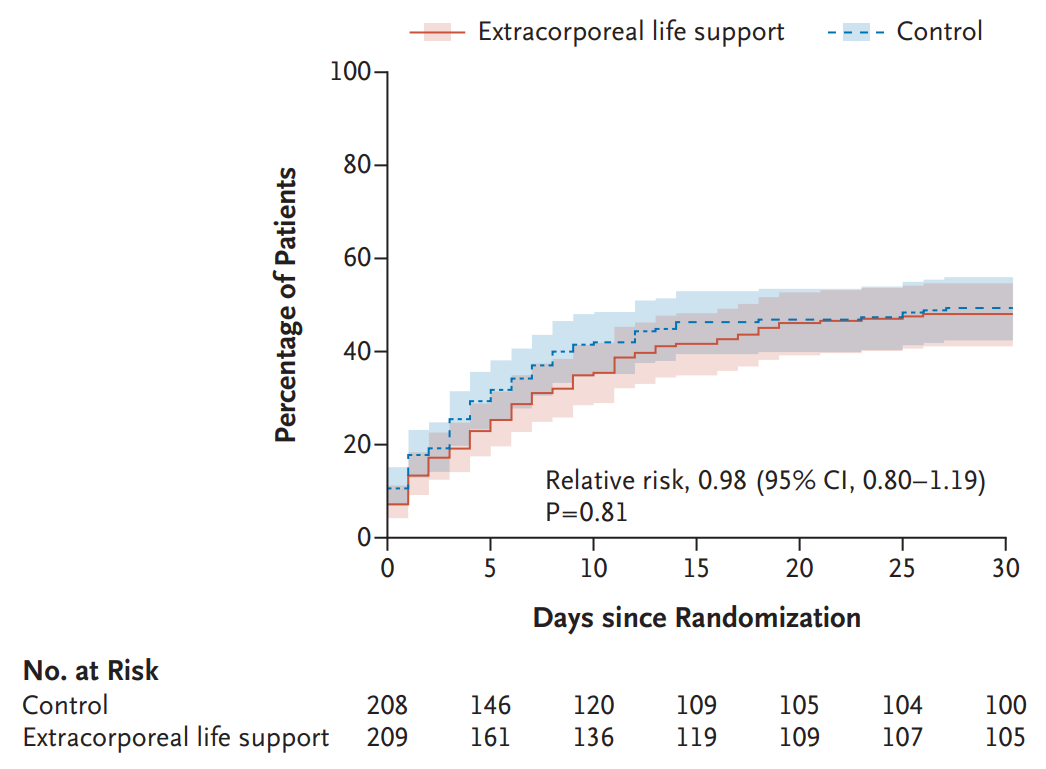 Extracorporeal life support Control
100
80
60
40
20
0
Percentage of Patients
Relative risk, 0.98 (95% CI, 0.80–1.19)
P=0.81
0 5 10 15 20 25 30
Days since Randomization
No. at Risk
Control 208 146 120 109 105 104 100
Extracorporeal life support 209 161 136 119 109 107 105